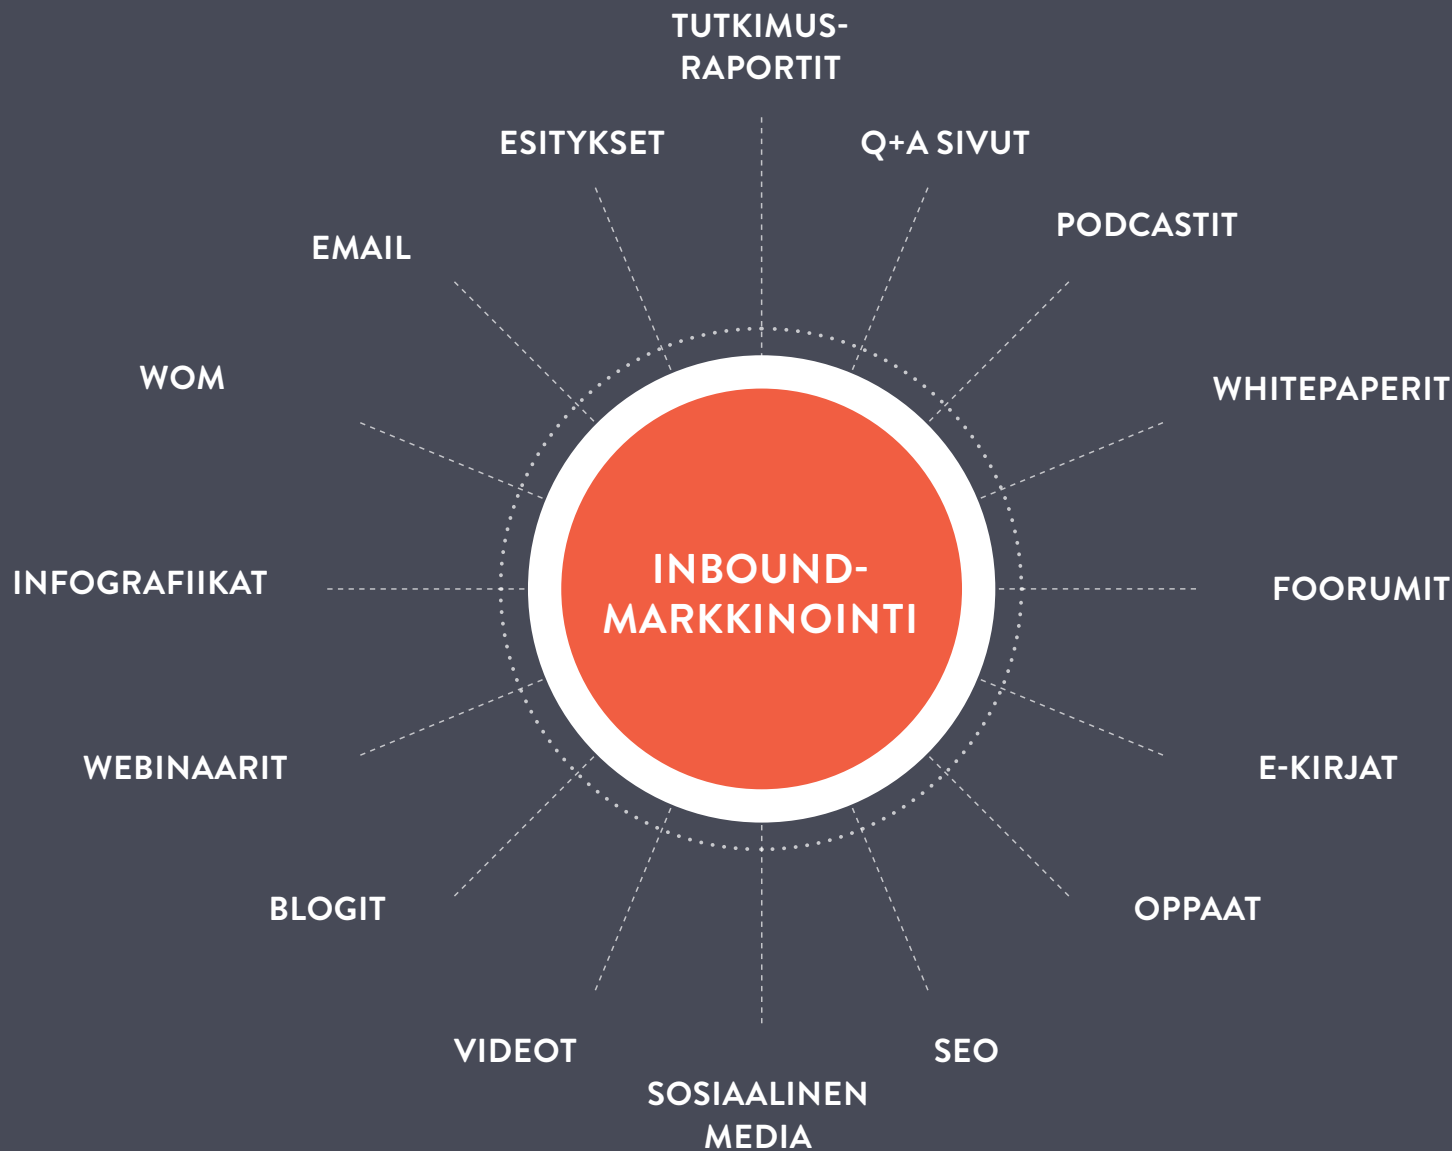 TUTKIMUS-
RAPORTIT
ESITYKSET
Q+A SIVUT
PODCASTIT
EMAIL
WOM
WHITEPAPERIT
INBOUND-
MARKKINOINTI
INFOGRAFIIKAT
FOORUMIT
WEBINAARIT
E-KIRJAT
BLOGIT
OPPAAT
VIDEOT
SEO
SOSIAALINEN
MEDIA